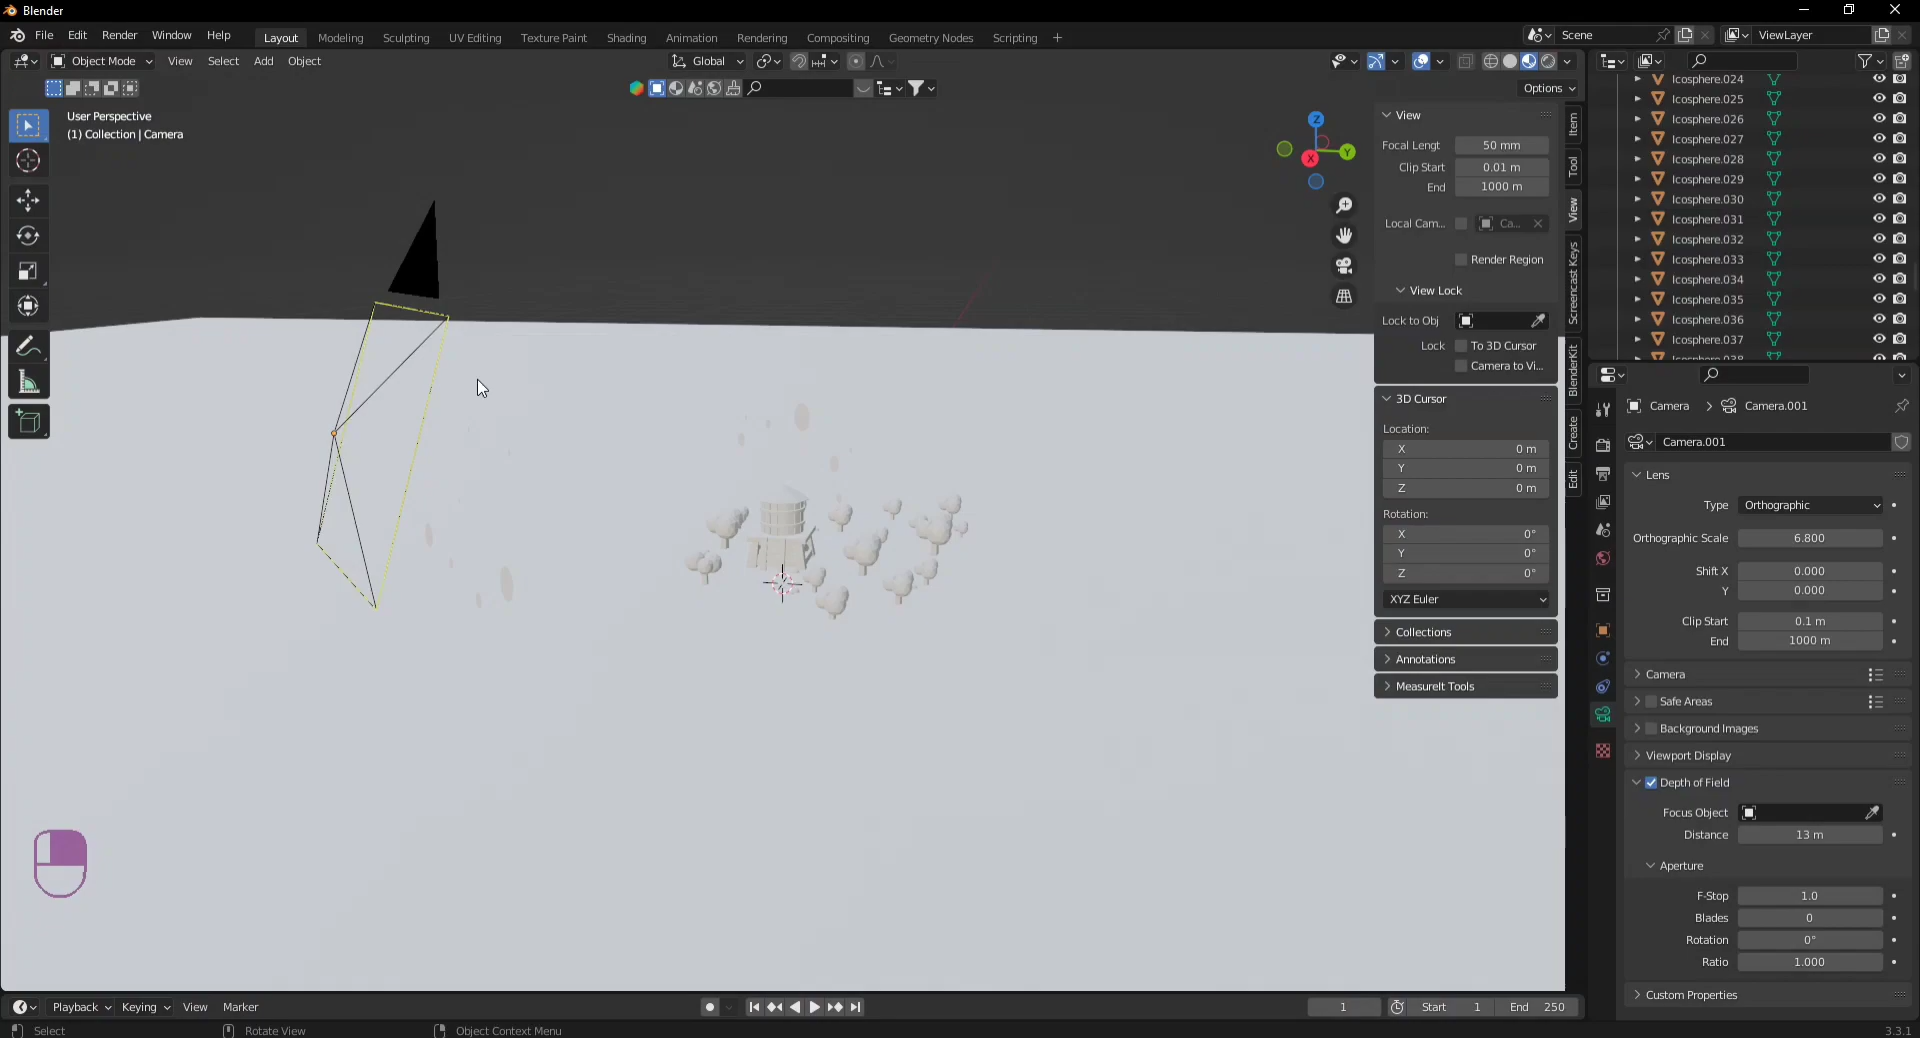 Blender
File Edit Render Window Help Layout Modeling Sculpting UV Editing Texture Paint Shading Animation Rendering Compositing Geometry Nodes Scripting + Scene ViewLayer
Object Mode View Select Add Object Global
Options
User Perspective
(1) Collection | Camera
Z
Y
X
View
Focal Lengt 50 mm
Clip Start 0.01 m
End 1000 m
Local Cam... Ca...
Render Region
View Lock
Lock to Obj
Lock To 3D Cursor
Camera to Vi...
3D Cursor
Location:
X 0 m
Y 0 m
Z 0 m
Rotation:
X 0°
Y 0°
Z 0°
XYZ Euler
Collections
Annotations
MeasureIt Tools
Item
Tool
View
Screencast Keys
BlenderKit
Create
Edit
Icosphere.024
Icosphere.025
Icosphere.026
Icosphere.027
Icosphere.028
Icosphere.029
Icosphere.030
Icosphere.031
Icosphere.032
Icosphere.033
Icosphere.034
Icosphere.035
Icosphere.036
Icosphere.037
Icosphere.038
Camera > Camera.001
Camera.001
Lens
Type Orthographic
Orthographic Scale 6.800
Shift X 0.000
Y 0.000
Clip Start 0.1 m
End 1000 m
Camera
Safe Areas
Background Images
Viewport Display
Depth of Field
Focus Object
Distance 13 m
Aperture
F-Stop 1.0
Blades 0
Rotation 0°
Ratio 1.000
Custom Properties
Playback Keying View Marker 1 Start 1 End 250
Select Rotate View Object Context Menu 3.3.1